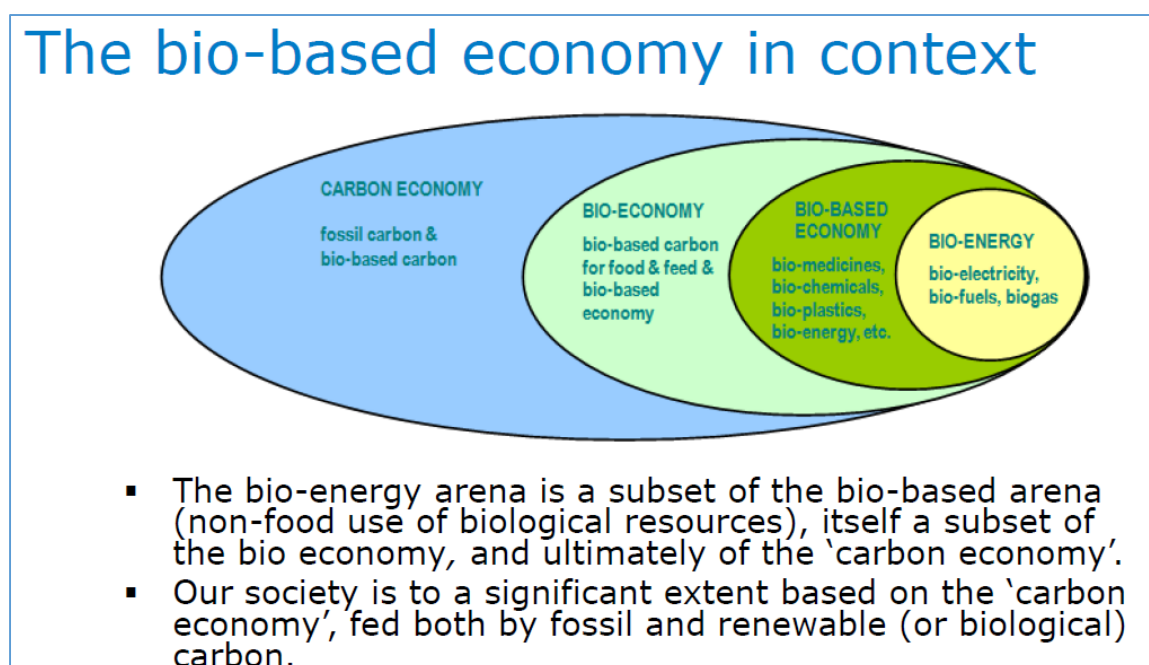 The bio-based economy in context
CARBON ECONOMY
fossil carbon &
bio-based carbon
BIO-ECONOMY
bio-based carbon
for food & feed &
bio-based
economy
BIO-BASED
ECONOMY
bio-medicines,
bio-chemicals,
bio-plastics,
bio-energy, etc.
BIO-ENERGY
bio-electricity,
bio-fuels, biogas
▪ The bio-energy arena is a subset of the bio-based arena
(non-food use of biological resources), itself a subset of
the bio economy, and ultimately of the ‘carbon economy’.
▪ Our society is to a significant extent based on the ‘carbon
economy’, fed both by fossil and renewable (or biological)
carbon.